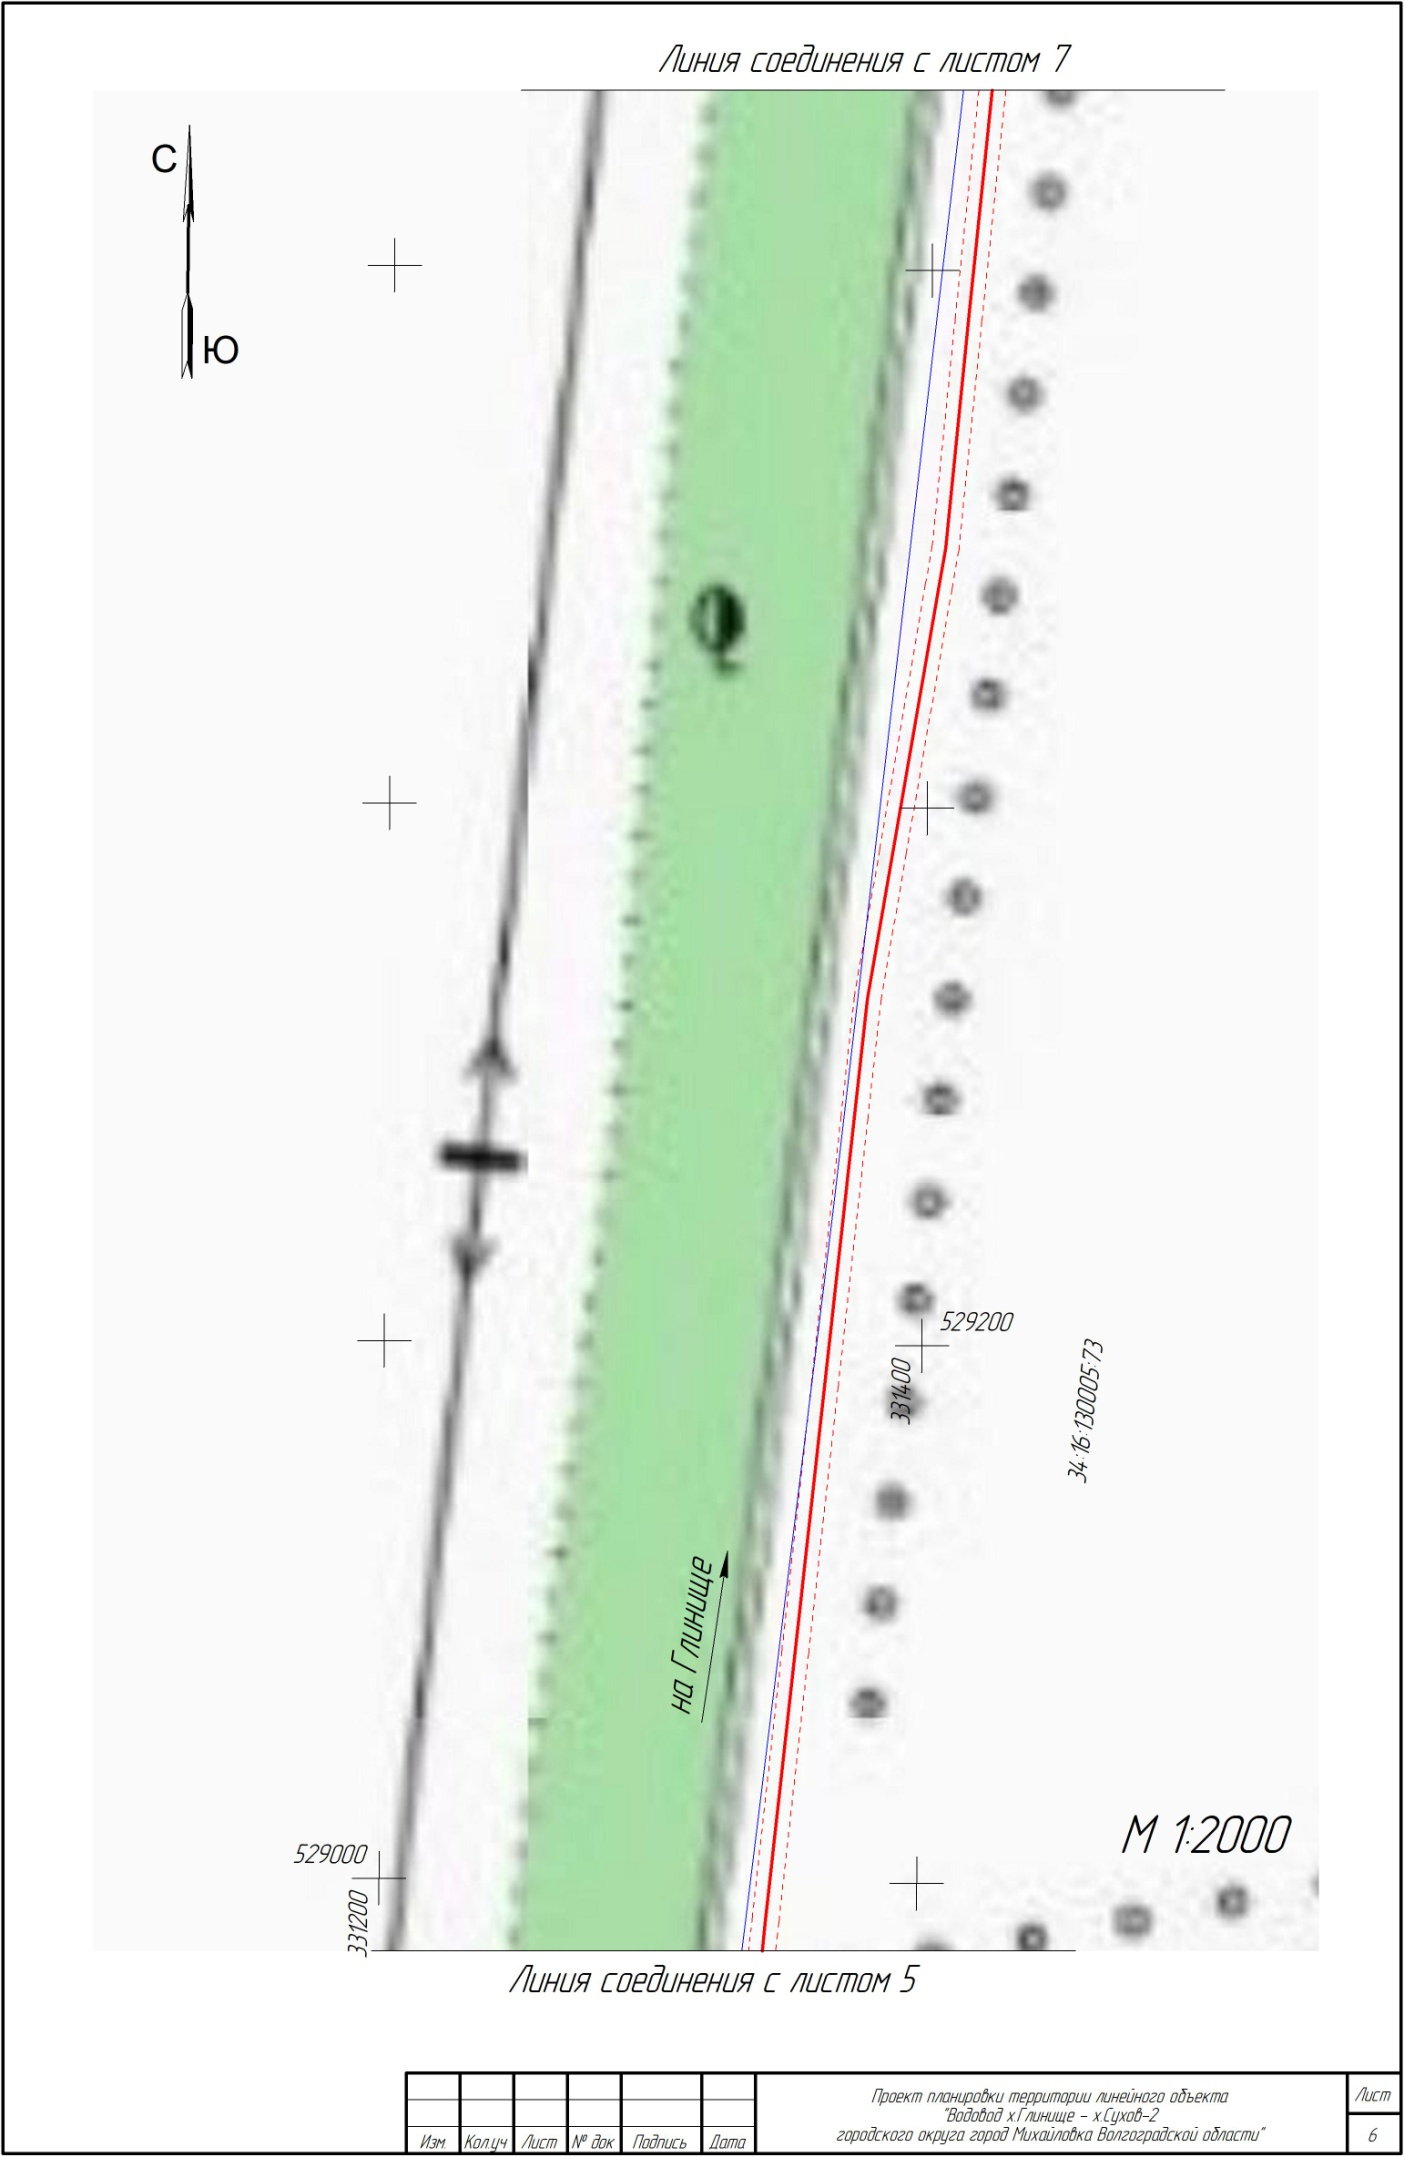 Линия соединения с листом 7
С
Ю
529200
331400
34:16:130005:73
на Глинище
М 1:2000
529000
331200
Линия соединения с листом 5
Изм. Кол.уч Лист № док Подпись Дата
Проект планировки территории линейного объекта
"Водовод х.Глинище - х.Сухов-2
городского округа город Михайловка Волгоградской области"
Лист
6